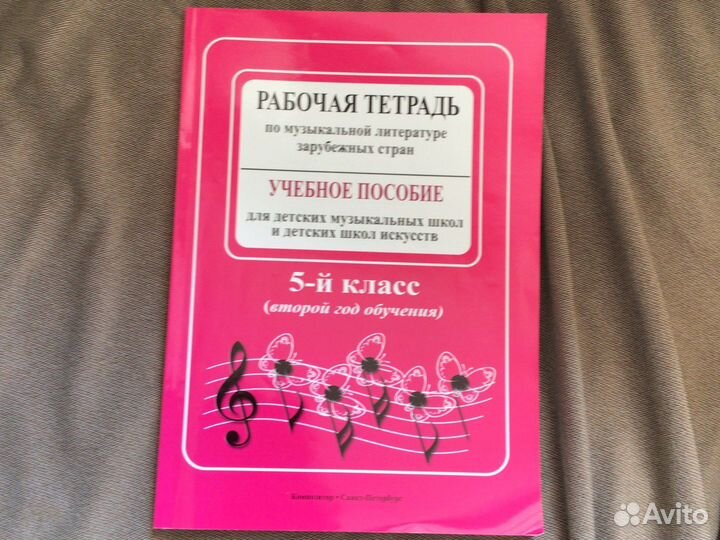 РАБОЧАЯ ТЕТРАДЬ
по музыкальной литературе
зарубежных стран
УЧЕБНОЕ ПОСОБИЕ
для детских музыкальных школ
и детских школ искусств
5-й класс
(второй год обучения)
Композитор • Санкт-Петербург
Avito